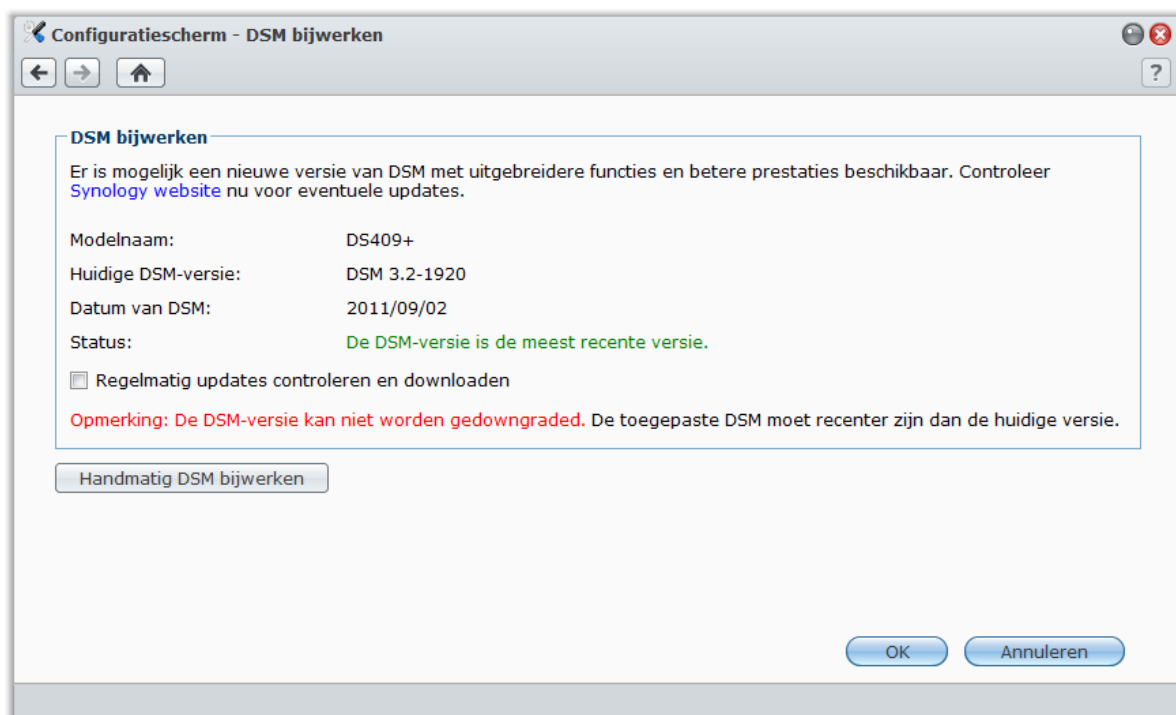 Configuratiescherm - DSM bijwerken
?
DSM bijwerken
Er is mogelijk een nieuwe versie van DSM met uitgebreidere functies en betere prestaties beschikbaar. Controleer
Synology website nu voor eventuele updates.
Modelnaam: DS409+
Huidige DSM-versie: DSM 3.2-1920
Datum van DSM: 2011/09/02
Status: De DSM-versie is de meest recente versie.
Regelmatig updates controleren en downloaden
Opmerking: De DSM-versie kan niet worden gedowngraded. De toegepaste DSM moet recenter zijn dan de huidige versie.
Handmatig DSM bijwerken
OK Annuleren